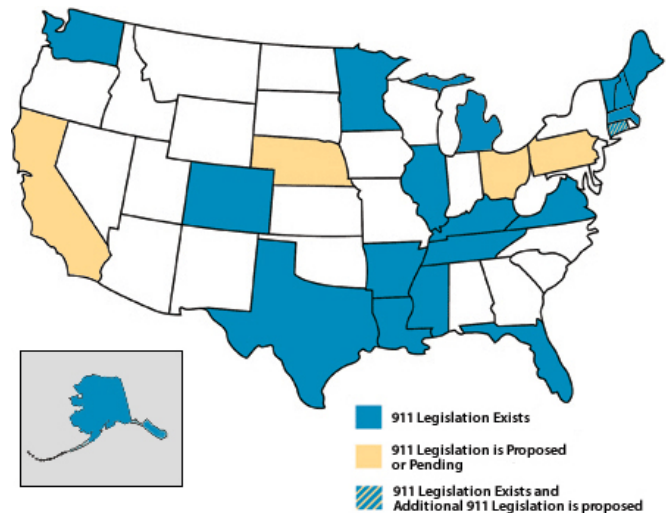 911 Legislation Exists
911 Legislation is Proposed
or Pending
911 Legislation Exists and
Additional 911 Legislation is proposed